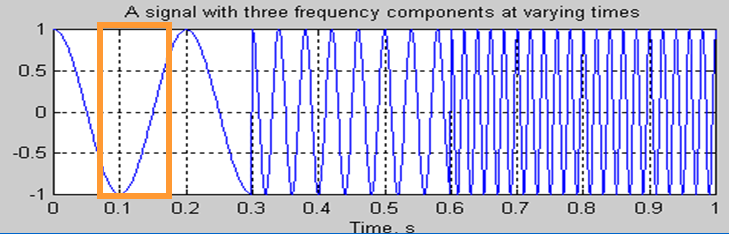 A signal with three frequency components at varying times
1
0.5
0
-0.5
-1
0 0.1 0.2 0.3 0.4 0.5 0.6 0.7 0.8 0.9 1
Time, s